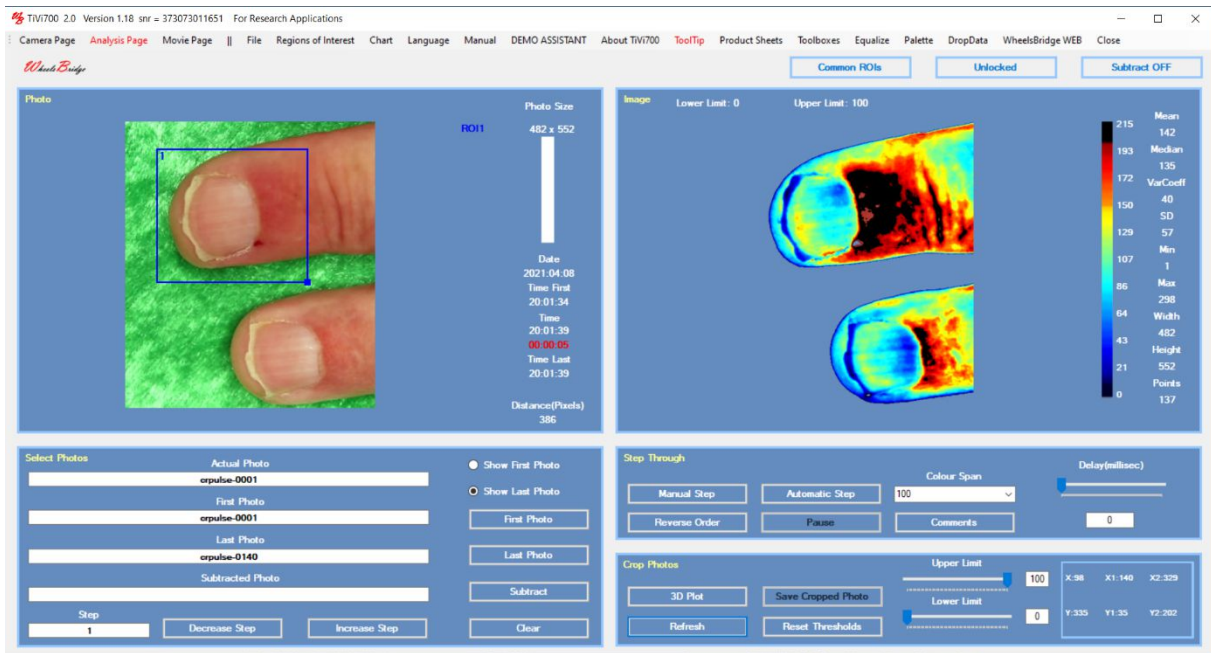 TiVi700 2.0 Version 1.18 snr = 373073011651 For Research Applications
Camera Page Analysis Page Movie Page || File Regions of Interest Chart Language Manual DEMO ASSISTANT About TiVi700 ToolTip Product Sheets Toolboxes Equalize Palette DropData WheelsBridge WEB Close
WheelsBridge
Common ROIs
Unlocked
Subtract OFF
Photo
Photo Size
ROI1
482 x 552
1
Date
2021:04:08
Time First
20:01:34
Time
20:01:39
00:00:05
Time Last
20:01:39
Distance(Pixels)
386
Image
Lower Limit: 0
Upper Limit: 100
215
193
172
150
129
107
86
64
43
21
0
Mean
142
Median
135
VarCoeff
40
SD
57
Min
1
Max
298
Width
482
Height
552
Points
137
Select Photos
Actual Photo
crpulse-0001
First Photo
crpulse-0001
Last Photo
crpulse-0140
Subtracted Photo
Step
1
Decrease Step
Increase Step
Show First Photo
Show Last Photo
First Photo
Last Photo
Subtract
Clear
Step Through
Manual Step
Automatic Step
Colour Span
100
Delay(millisec)
Reverse Order
Pause
Comments
0
Crop Photos
3D Plot
Save Cropped Photo
Refresh
Reset Thresholds
Upper Limit
100
Lower Limit
0
X:98 X1:140 X2:329
Y:335 Y1:35 Y2:202